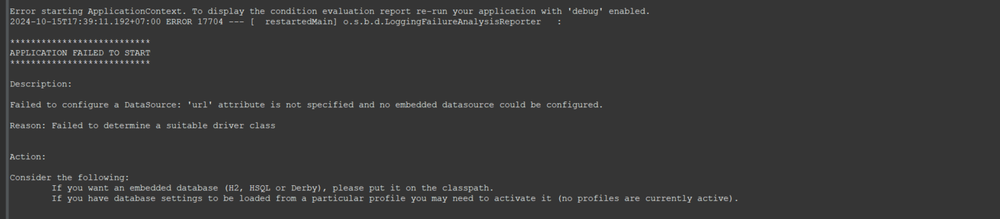 Error starting ApplicationContext. To display the condition evaluation report re-run your application with 'debug' enabled.
2024-10-15T17:39:11.192+07:00 ERROR 17704 --- [  restartedMain] o.s.b.d.LoggingFailureAnalysisReporter   :
***************************
APPLICATION FAILED TO START
***************************
Description:
Failed to configure a DataSource: 'url' attribute is not specified and no embedded datasource could be configured.
Reason: Failed to determine a suitable driver class
Action:
Consider the following:
If you want an embedded database (H2, HSQL or Derby), please put it on the classpath.
If you have database settings to be loaded from a particular profile you may need to activate it (no profiles are currently active).